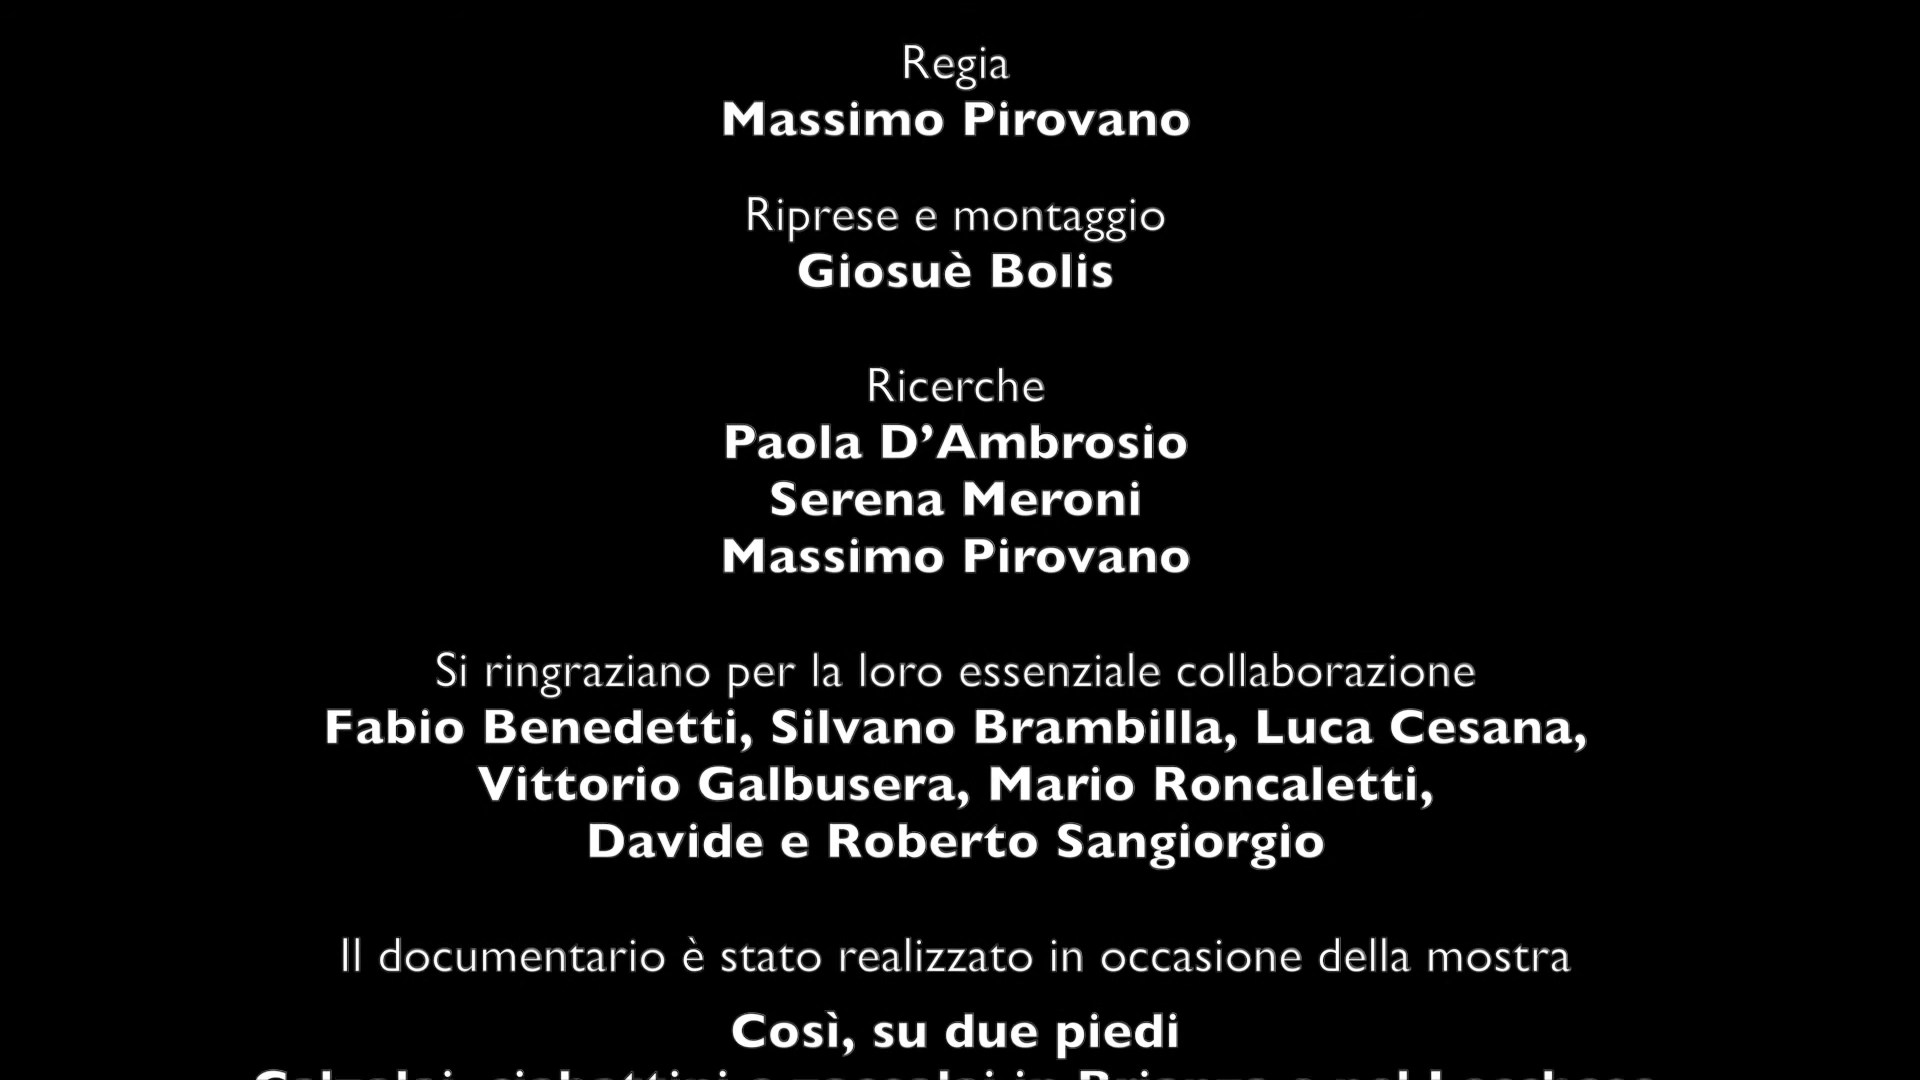 Regia
Massimo Pirovano
Riprese e montaggio
Giosuè Bolis
Ricerche
Paola D’Ambrosio
Serena Meroni
Massimo Pirovano
Si ringraziano per la loro essenziale collaborazione
Fabio Benedetti, Silvano Brambilla, Luca Cesana,
Vittorio Galbusera, Mario Roncaletti,
Davide e Roberto Sangiorgio
Il documentario è stato realizzato in occasione della mostra
Così, su due piedi